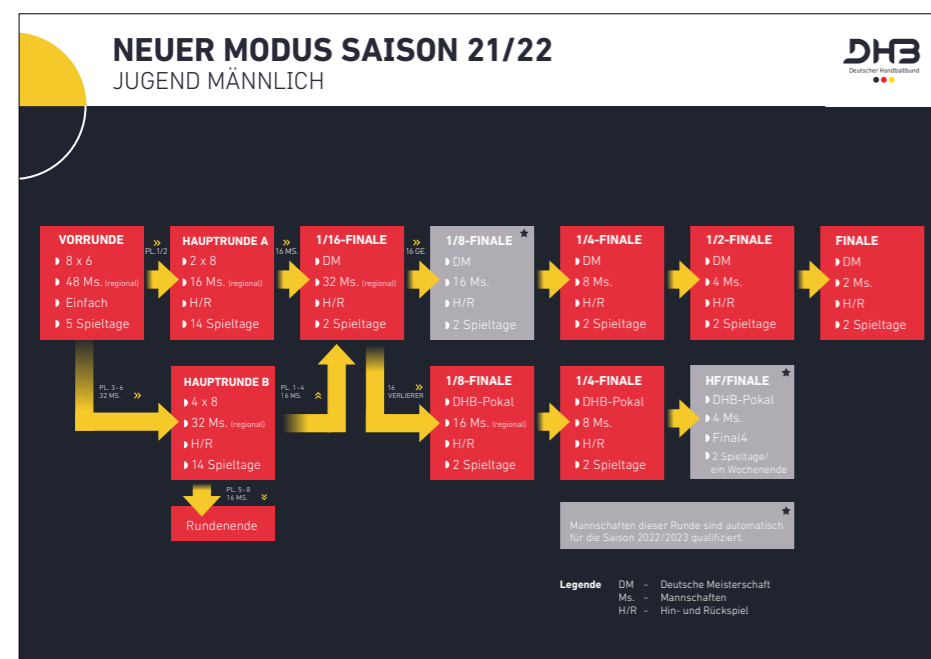 NEUER MODUS SAISON 21/22
JUGEND MÄNNLICH
DHB
Deutscher Handballbund
VORRUNDE
8 x 6
48 Ms. (regional)
Einfach
5 Spieltage
PL.1/2
HAUPTRUNDE A
2 x 8
16 Ms. (regional)
H/R
14 Spieltage
16 MS.
1/16-FINALE
DM
32 Ms. (regional)
H/R
2 Spieltage
16 GE.
1/8-FINALE
DM
16 Ms.
H/R
2 Spieltage
1/4-FINALE
DM
8 Ms.
H/R
2 Spieltage
1/2-FINALE
DM
4 Ms.
H/R
2 Spieltage
FINALE
DM
2 Ms.
H/R
2 Spieltage
PL. 3-6
32 MS.
HAUPTRUNDE B
4 x 8
32 Ms. (regional)
H/R
14 Spieltage
PL. 1-4
16 MS.
16
VERLIERER
1/8-FINALE
DHB-Pokal
16 Ms. (regional)
H/R
2 Spieltage
1/4-FINALE
DHB-Pokal
8 Ms.
H/R
2 Spieltage
HF/FINALE
DHB-Pokal
4 Ms.
Final4
2 Spieltage/
ein Wochenende
PL. 5-8
16 MS.
Rundenende
Mannschaften dieser Runde sind automatisch
für die Saison 2022/2023 qualifiziert.
Legende DM - Deutsche Meisterschaft
Ms. - Mannschaften
H/R - Hin- und Rückspiel